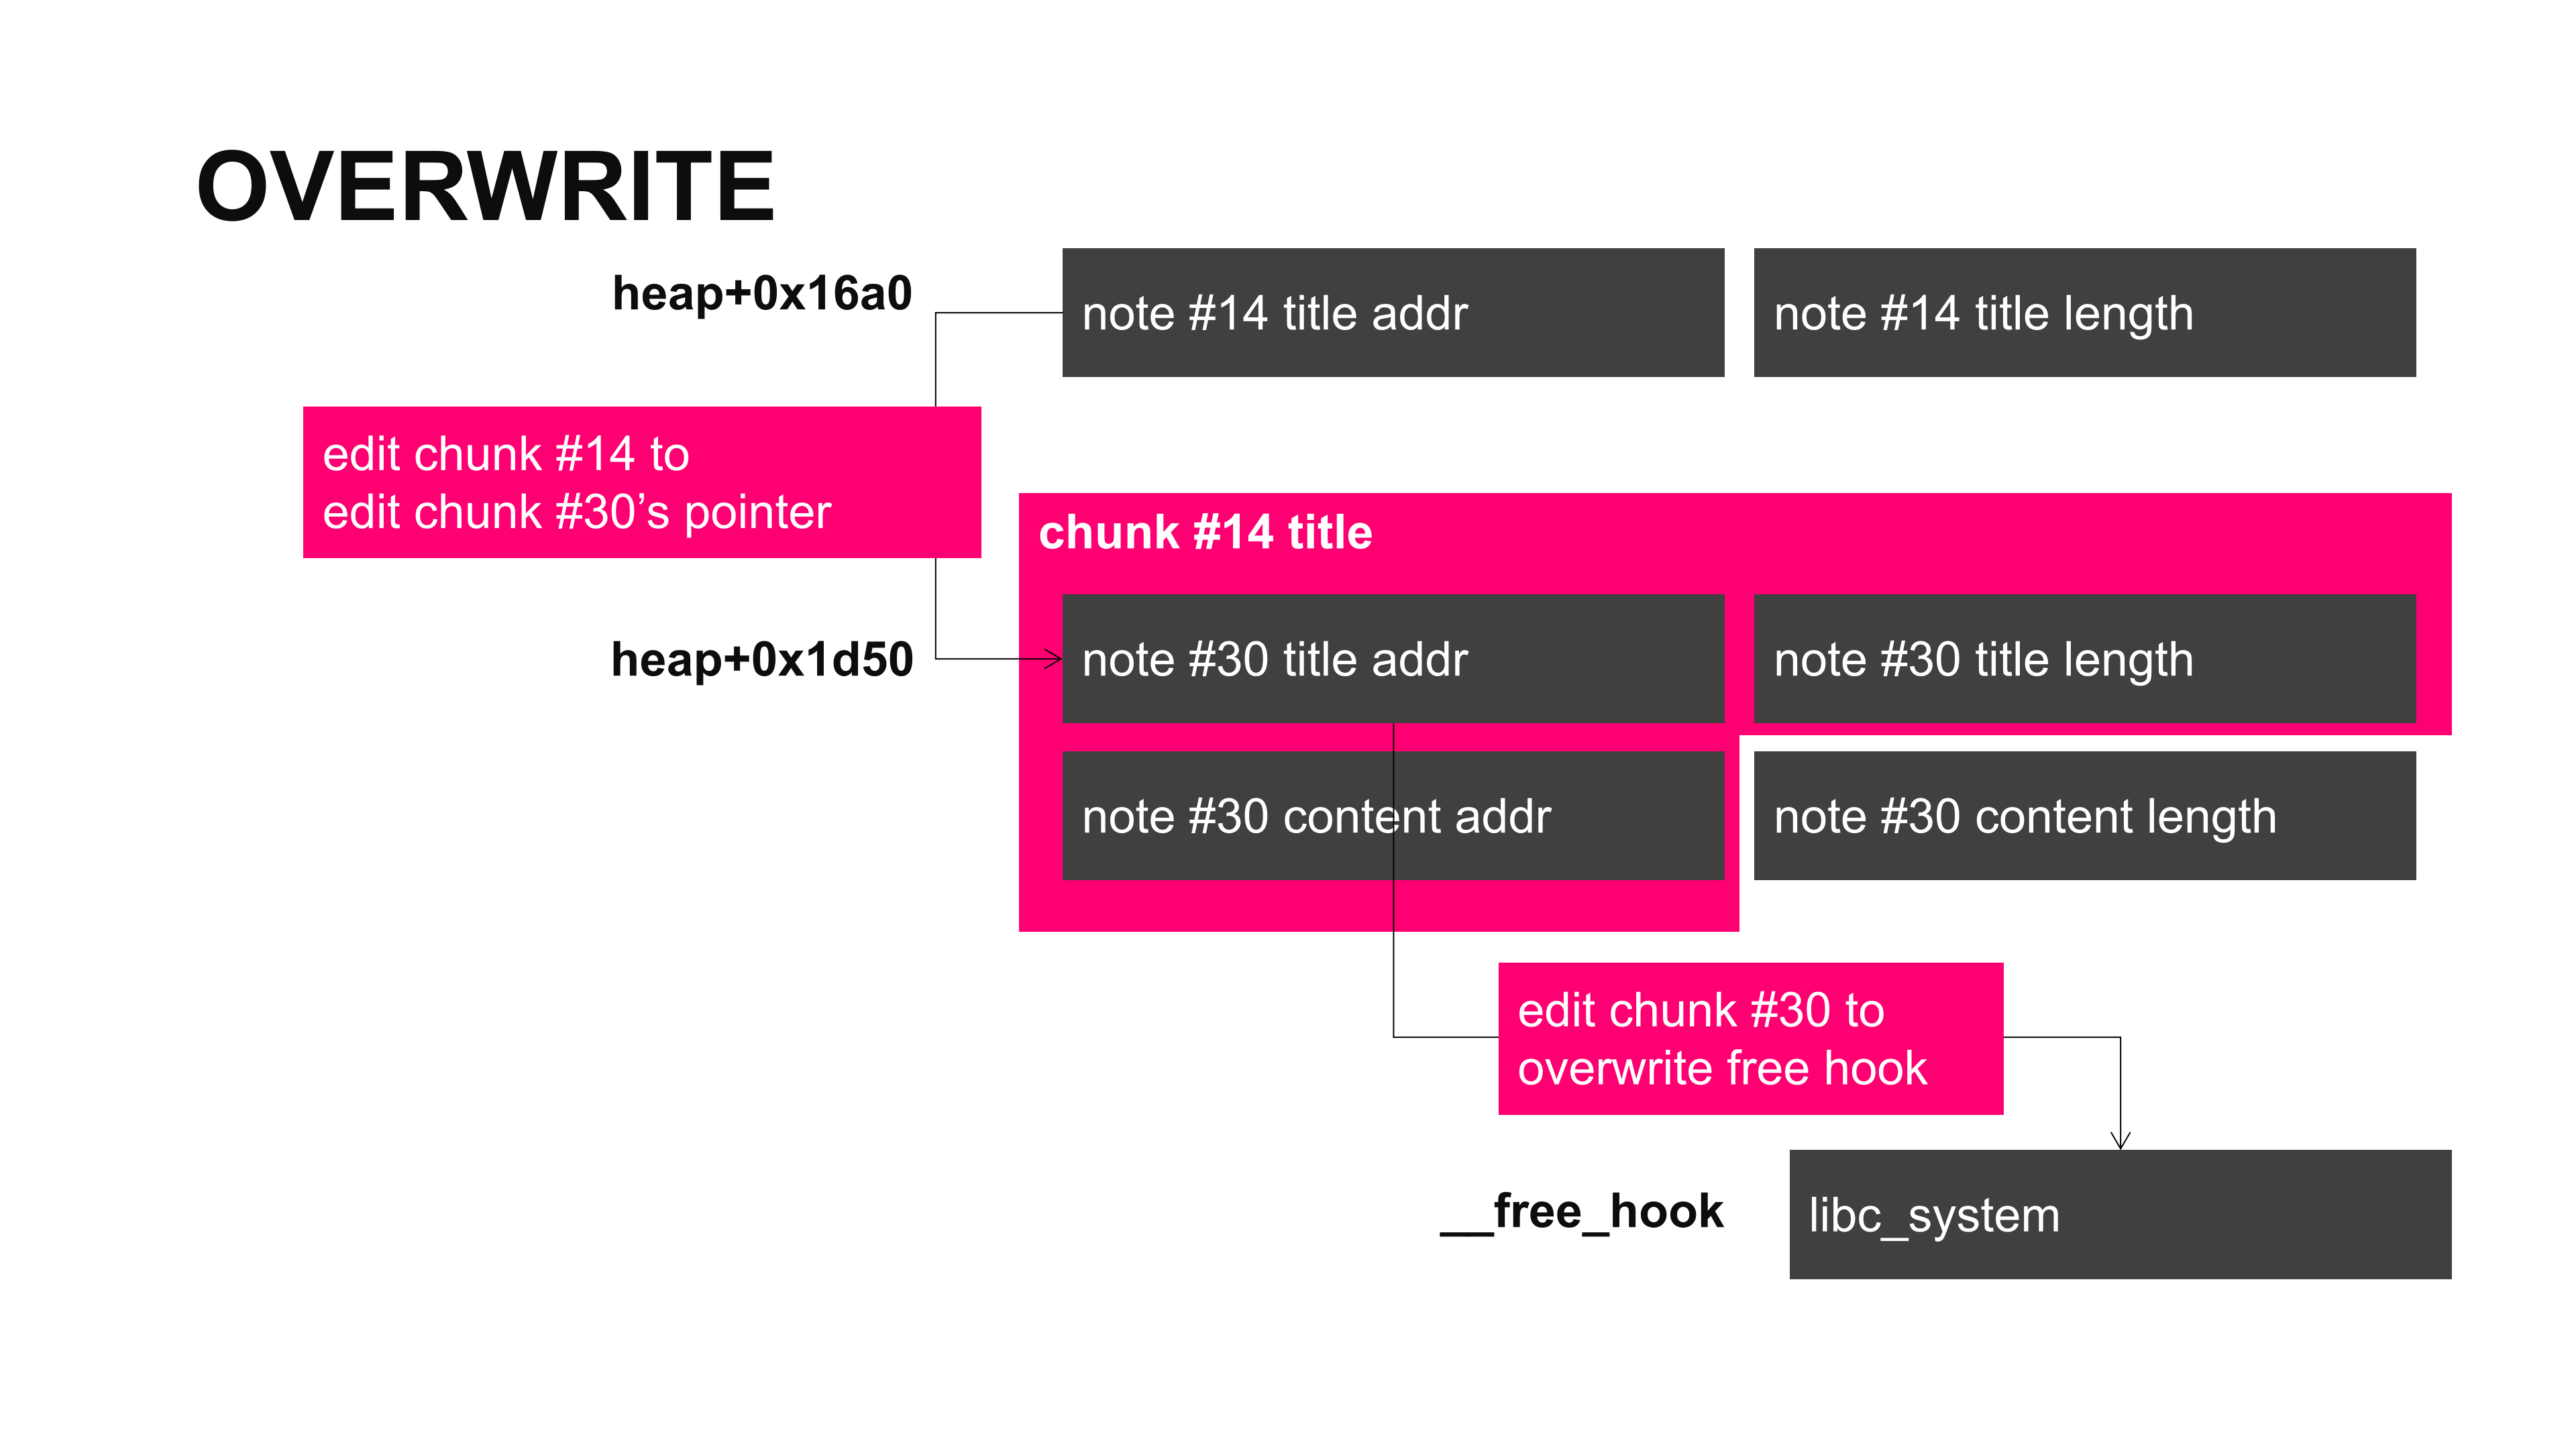 OVERWRITE
heap+0x16a0
note #14 title addr
note #14 title length
edit chunk #14 to
edit chunk #30’s pointer
chunk #14 title
heap+0x1d50
note #30 title addr
note #30 title length
note #30 content addr
note #30 content length
edit chunk #30 to
overwrite free hook
__free_hook
libc_system